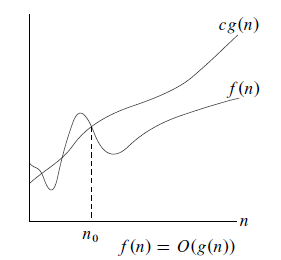 cg(n)
f(n)
n
n₀
f(n) = O(g(n))